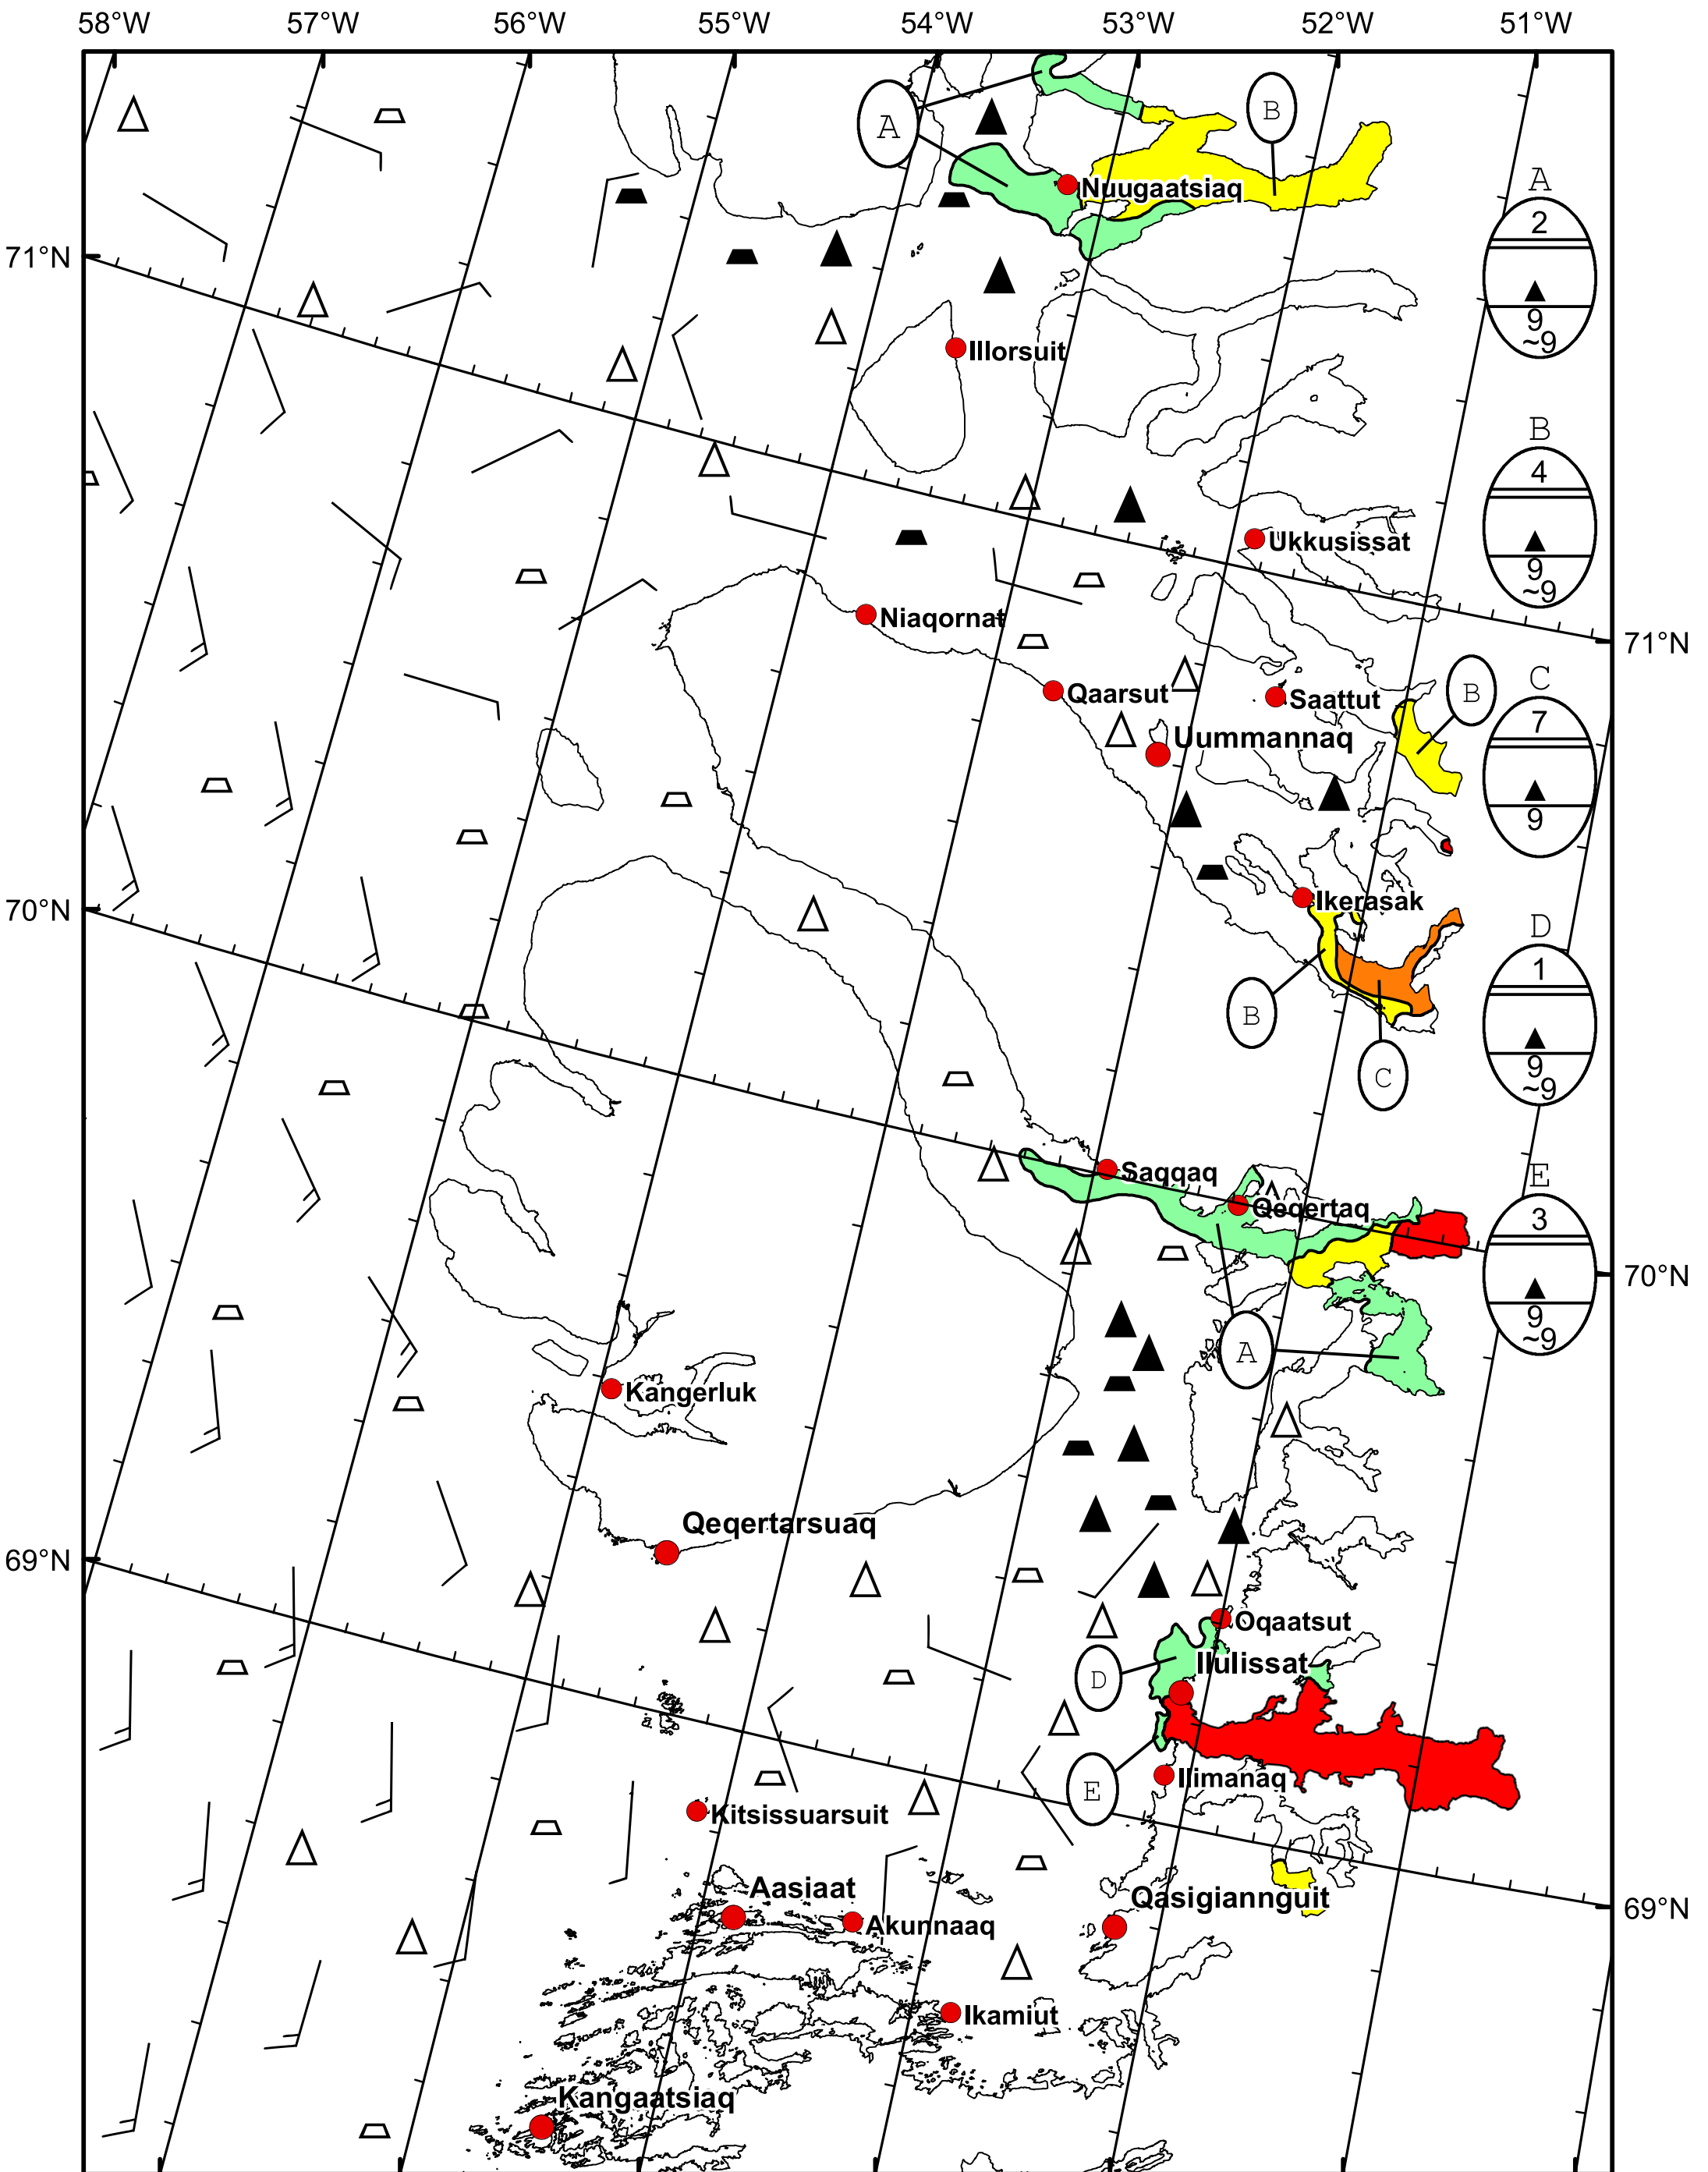 58°W 57°W 56°W 55°W 54°W 53°W 52°W 51°W
A
B
Nuugaatsiaq
A
2
9
~9
71°N
Illorsuit
B
4
9
~9
Ukkusissat
Niaqornat
71°N
Qaarsut
Saattut
B
C
7
9
Uummannaq
Ikerasak
70°N
D
1
9
~9
B
C
Saqqaq
Qeqertaq
E
3
9
~9
70°N
A
Kangerluk
Qeqertarsuaq
69°N
Oqaatsut
Ilulissat
D
Ilimanaq
E
Kitsissuarsuit
Aasiaat
Akunnaaq
Qasigiannguit
69°N
Ikamiut
Kangaatsiaq